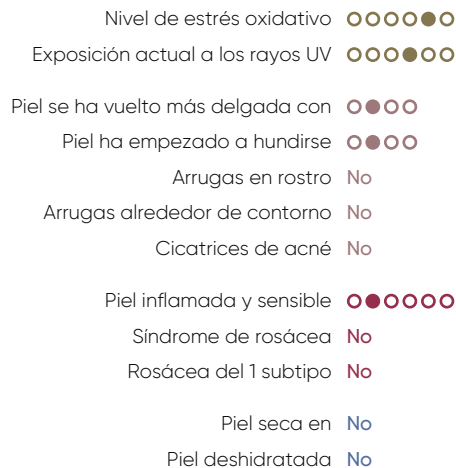 Nivel de estrés oxidativo
Exposición actual a los rayos UV
Piel se ha vuelto más delgada con
Piel ha empezado a hundirse
Arrugas en rostro No
Arrugas alrededor de contorno No
Cicatrices de acné No
Piel inflamada y sensible
Síndrome de rosácea No
Rosácea del 1 subtipo No
Piel seca en No
Piel deshidratada No